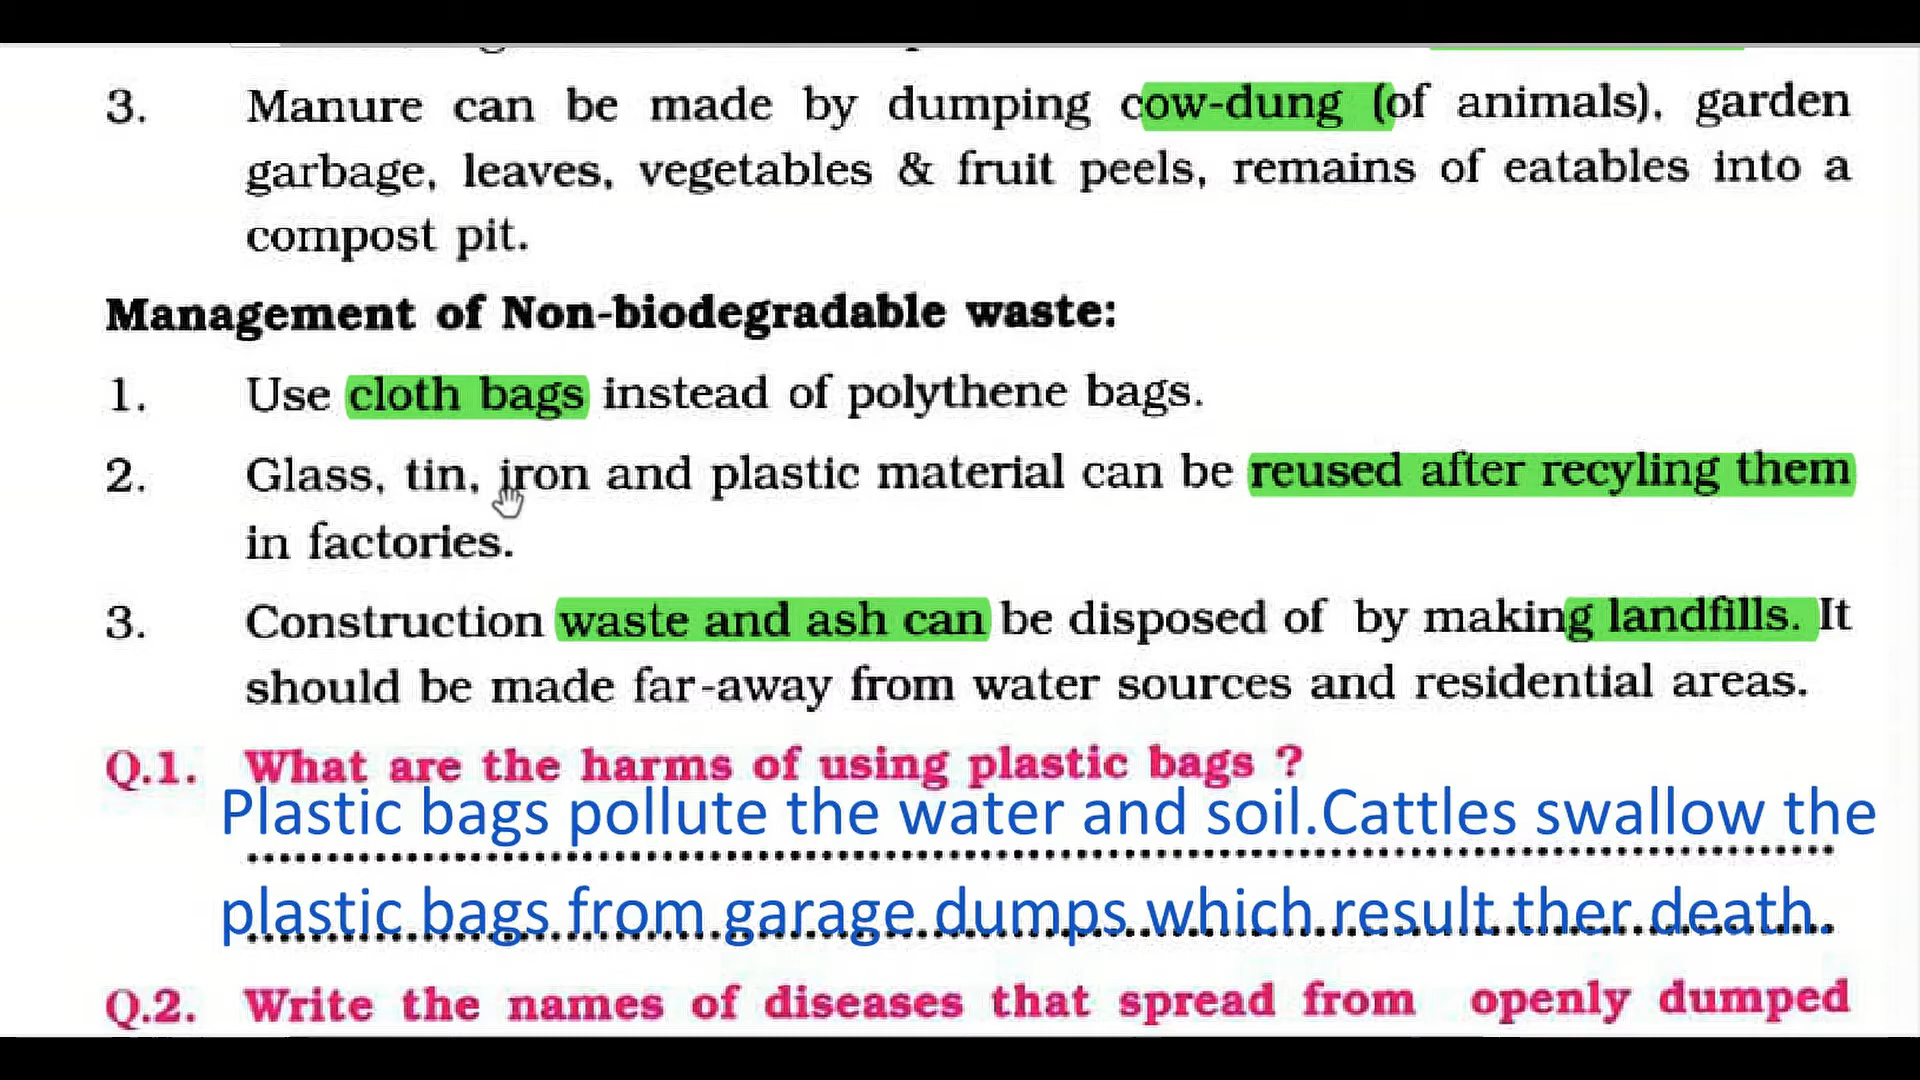 3. Manure can be made by dumping cow-dung (of animals), garden
garbage, leaves, vegetables & fruit peels, remains of eatables into a
compost pit.
Management of Non-biodegradable waste:
1. Use cloth bags instead of polythene bags.
2. Glass, tin, iron and plastic material can be reused after recyling them
in factories.
3. Construction waste and ash can be disposed of by making landfills. It
should be made far-away from water sources and residential areas.
Q.1. What are the harms of using plastic bags ?
Plastic bags pollute the water and soil.Cattles swallow the
plastic bags from garage dumps which result ther death.
Q.2. Write the names of diseases that spread from openly dumped